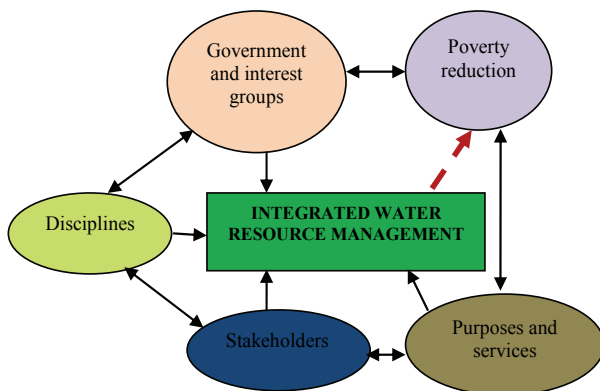 Government
and interest
groups
Poverty
reduction
Disciplines
INTEGRATED WATER
RESOURCE MANAGEMENT
Stakeholders
Purposes and
services